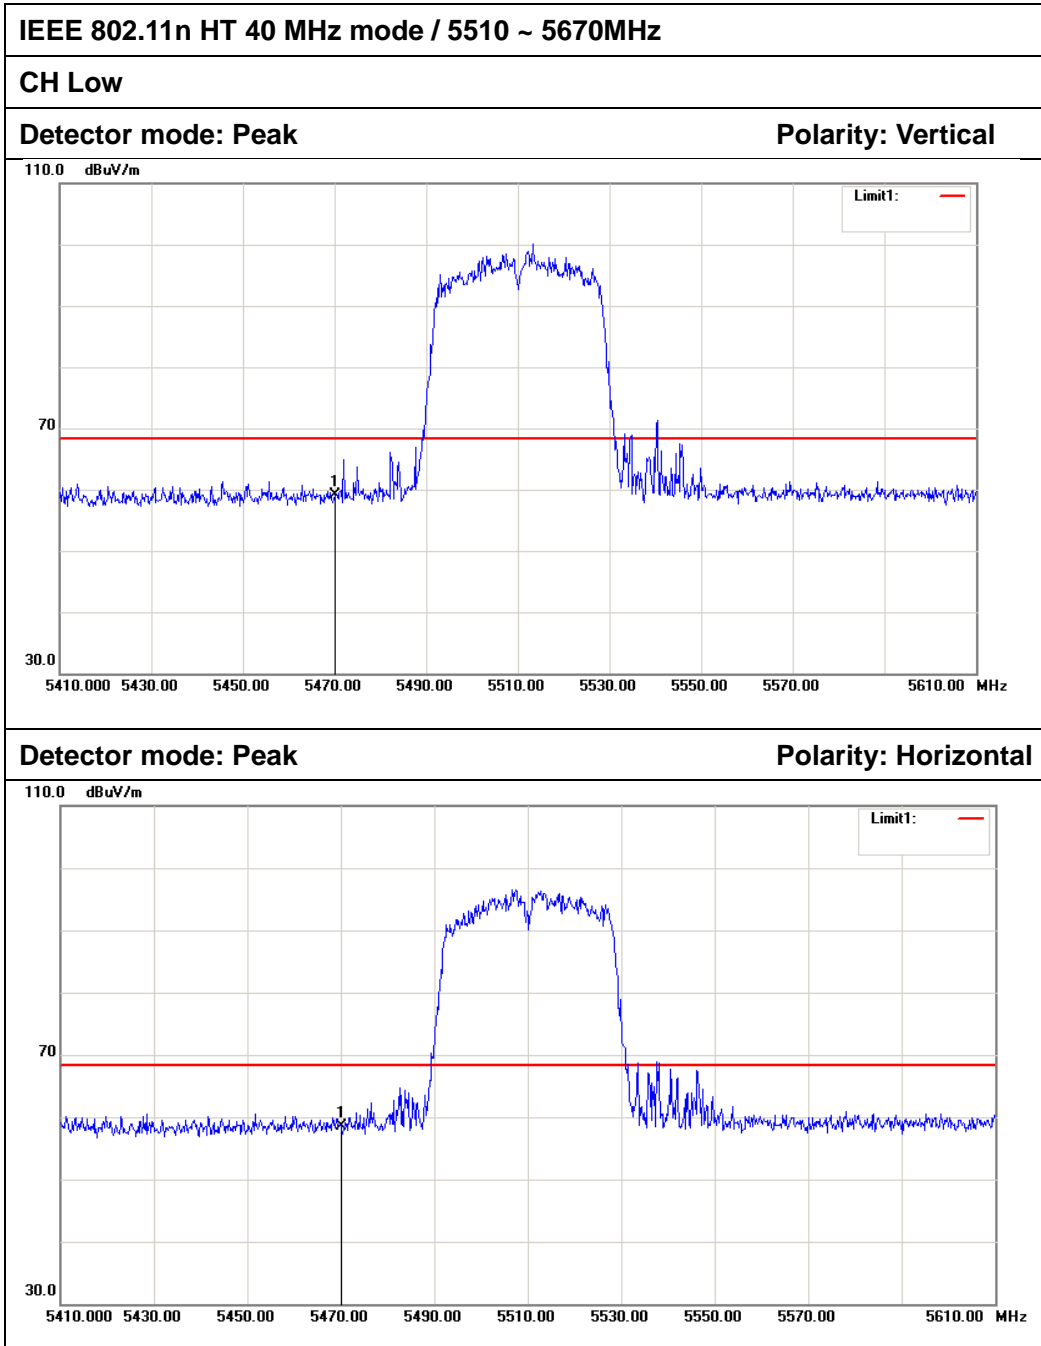 IEEE 802.11n HT 40 MHz mode / 5510 ~ 5670MHz
CH Low
Detector mode: Peak Polarity: Vertical
110.0 dBuV/m
Limit1:
70
1
30.0
5410.000 5430.00 5450.00 5470.00 5490.00 5510.00 5530.00 5550.00 5570.00 5610.00 MHz
Detector mode: Peak Polarity: Horizontal
110.0 dBuV/m
Limit1:
70
1
30.0
5410.000 5430.00 5450.00 5470.00 5490.00 5510.00 5530.00 5550.00 5570.00 5610.00 MHz